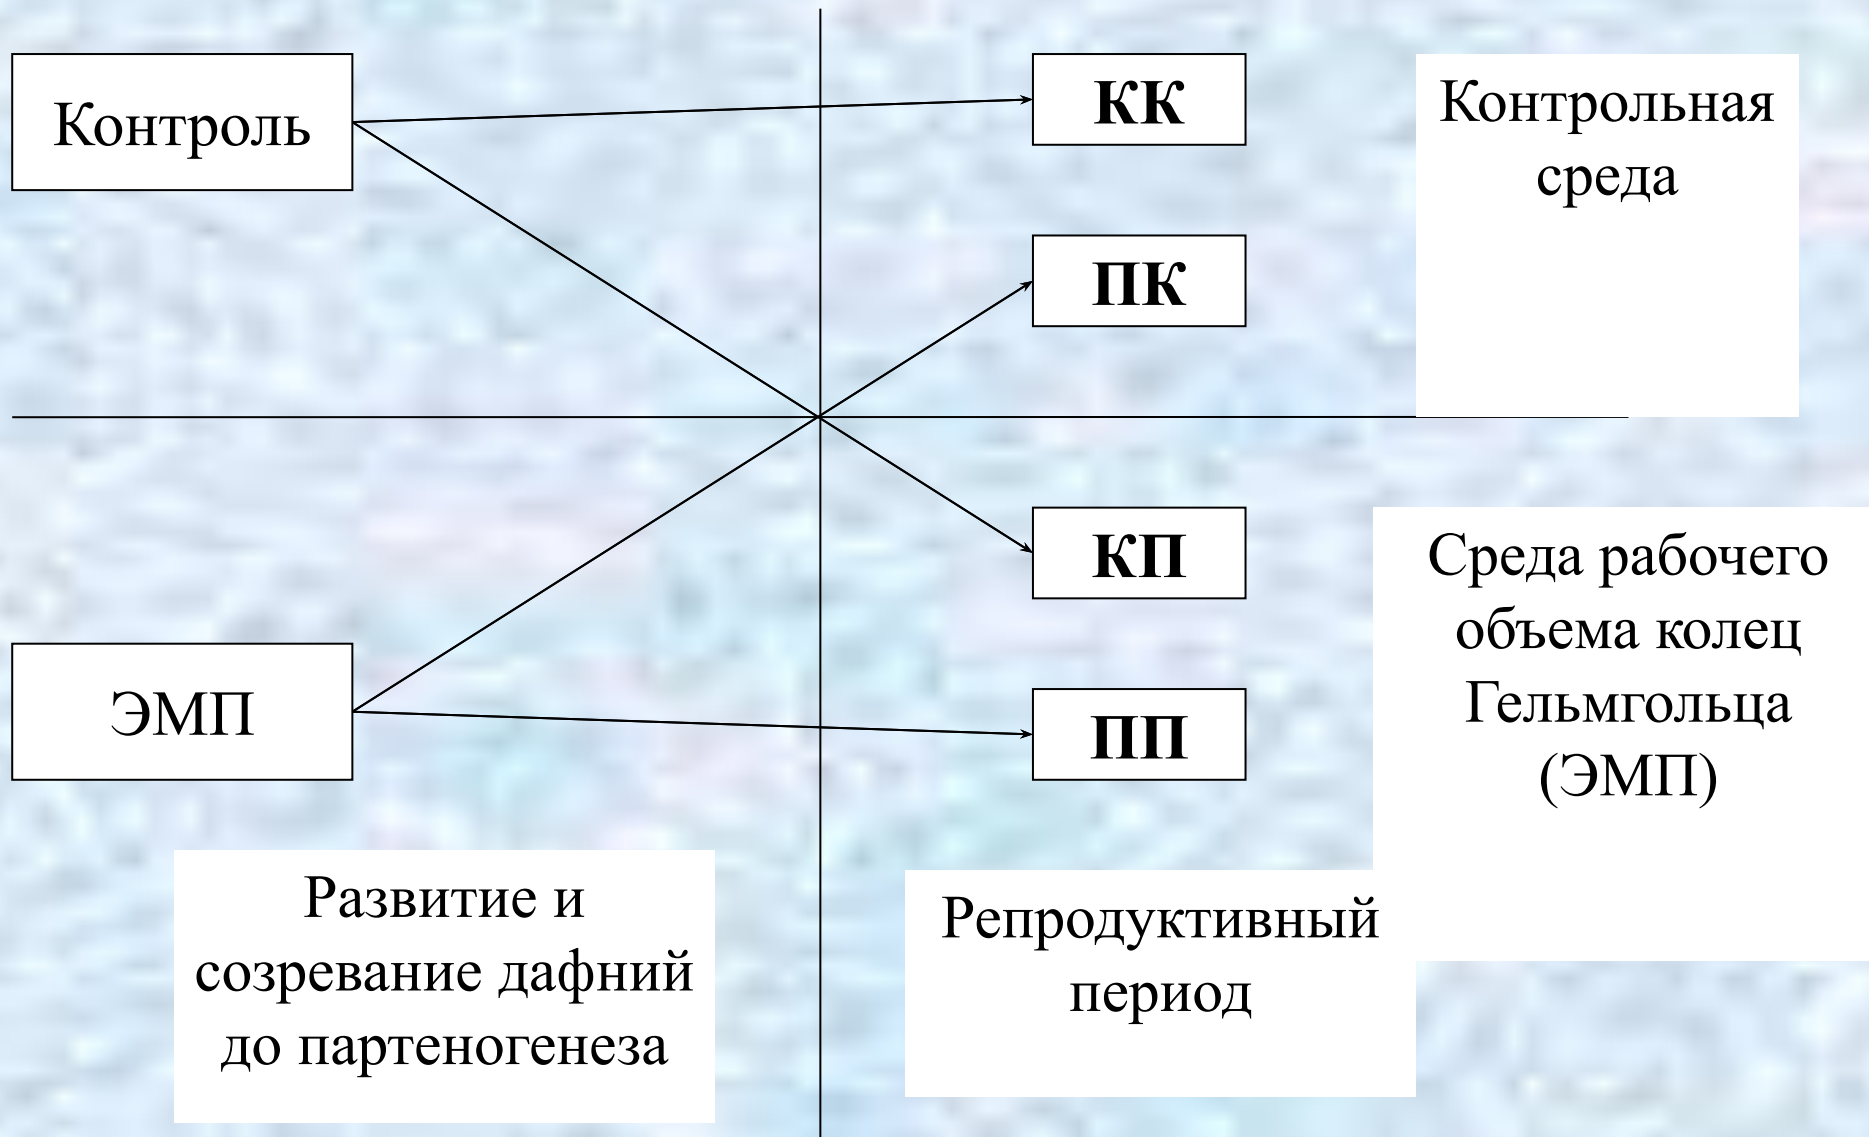 Контроль
КК
Контрольная
среда
ПК
КП
Среда рабочего
объема колец
Гельмгольца
(ЭМП)
ЭМП
ПП
Развитие и
созревание дафний
до партеногенеза
Репродуктивный
период